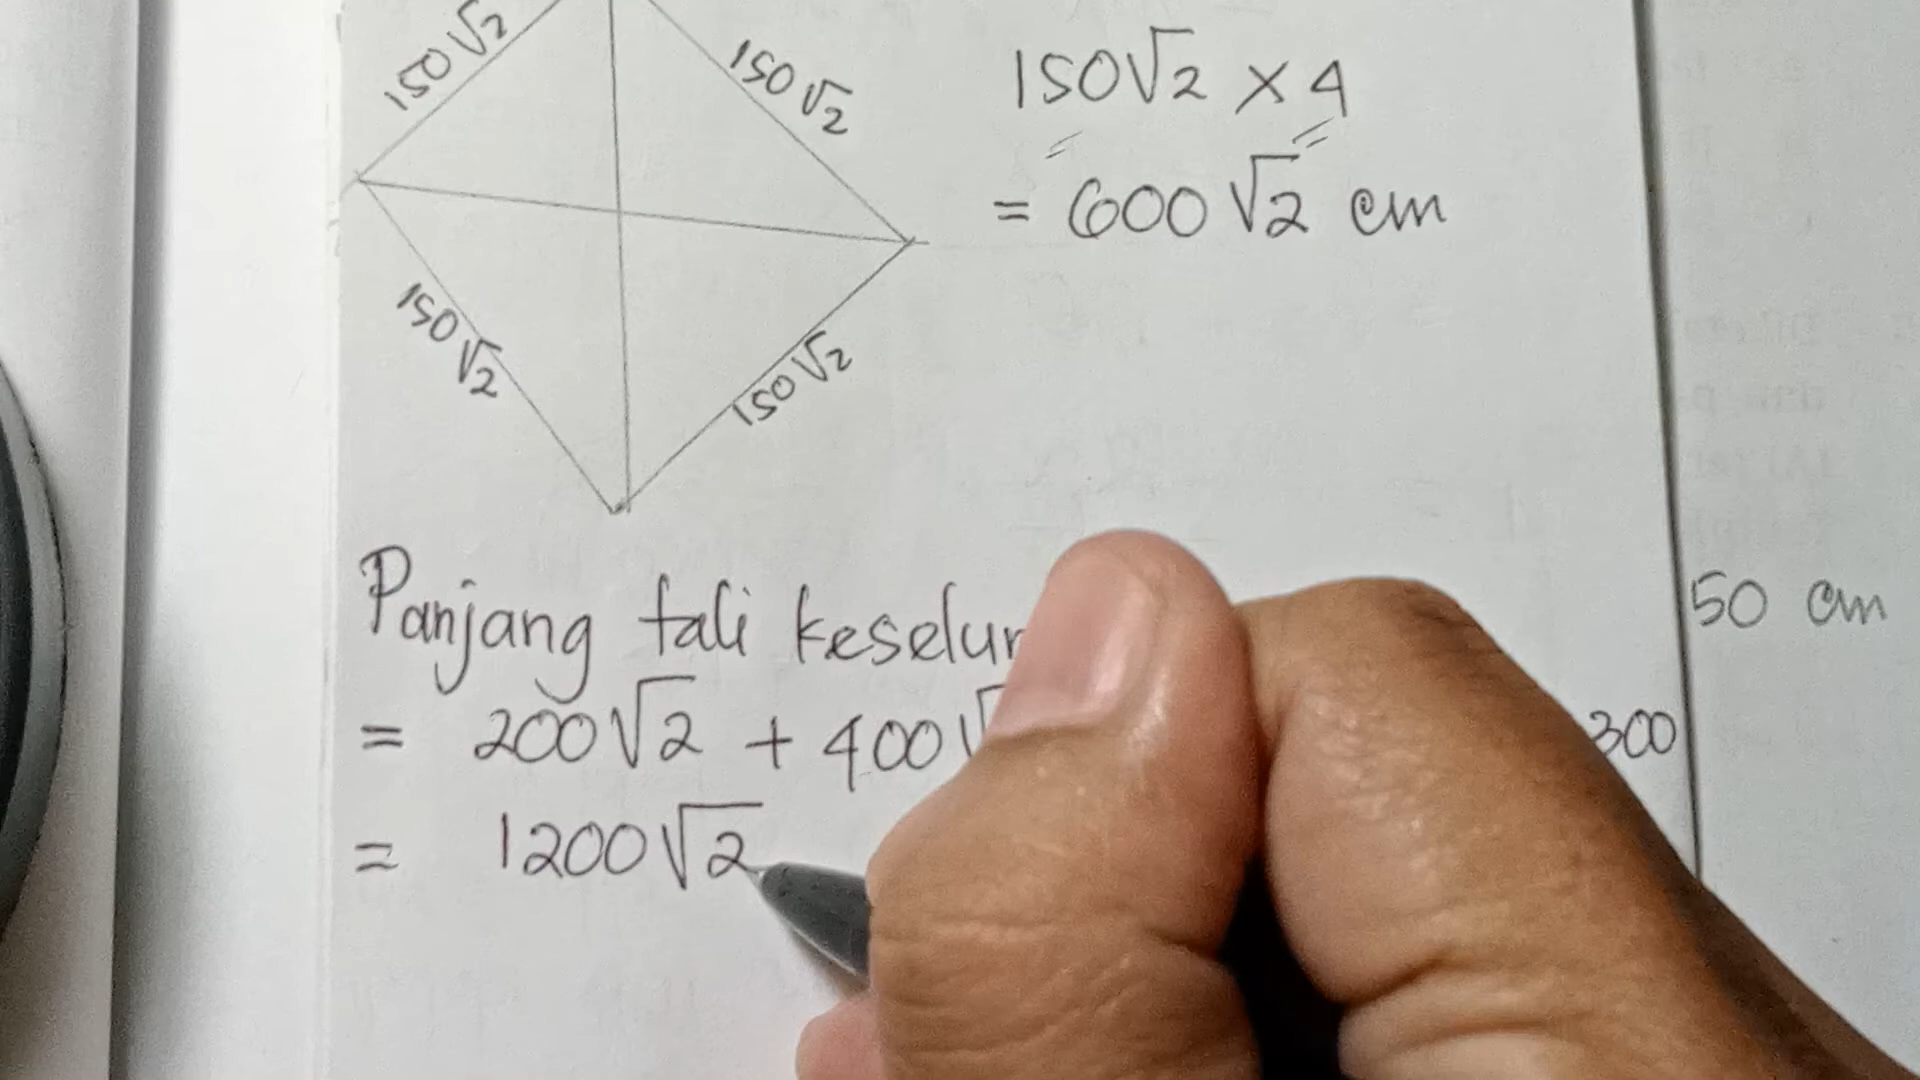 150√2
150√2
150√2
150√2
150√2 × 4
= 600√2 cm
Panjang tali
= 200√2 + 400√
= 1200√2
50 cm
300